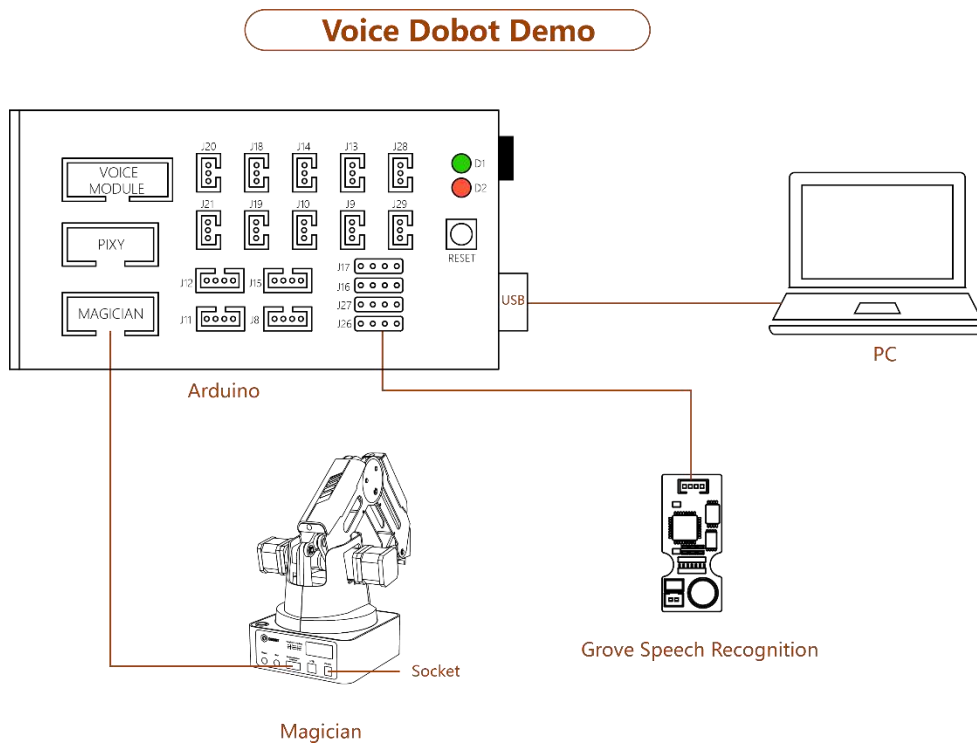 Voice Dobot Demo
J20 J18 J14 J13 J28
VOICE
MODULE
D1
D2
J21 J19 J10 J9 J29
PIXY
RESET
J17
J12 J15
J16
USB
MAGICIAN
J27
J11 J8
J26
PC
Arduino
Grove Speech Recognition
Socket
Magician